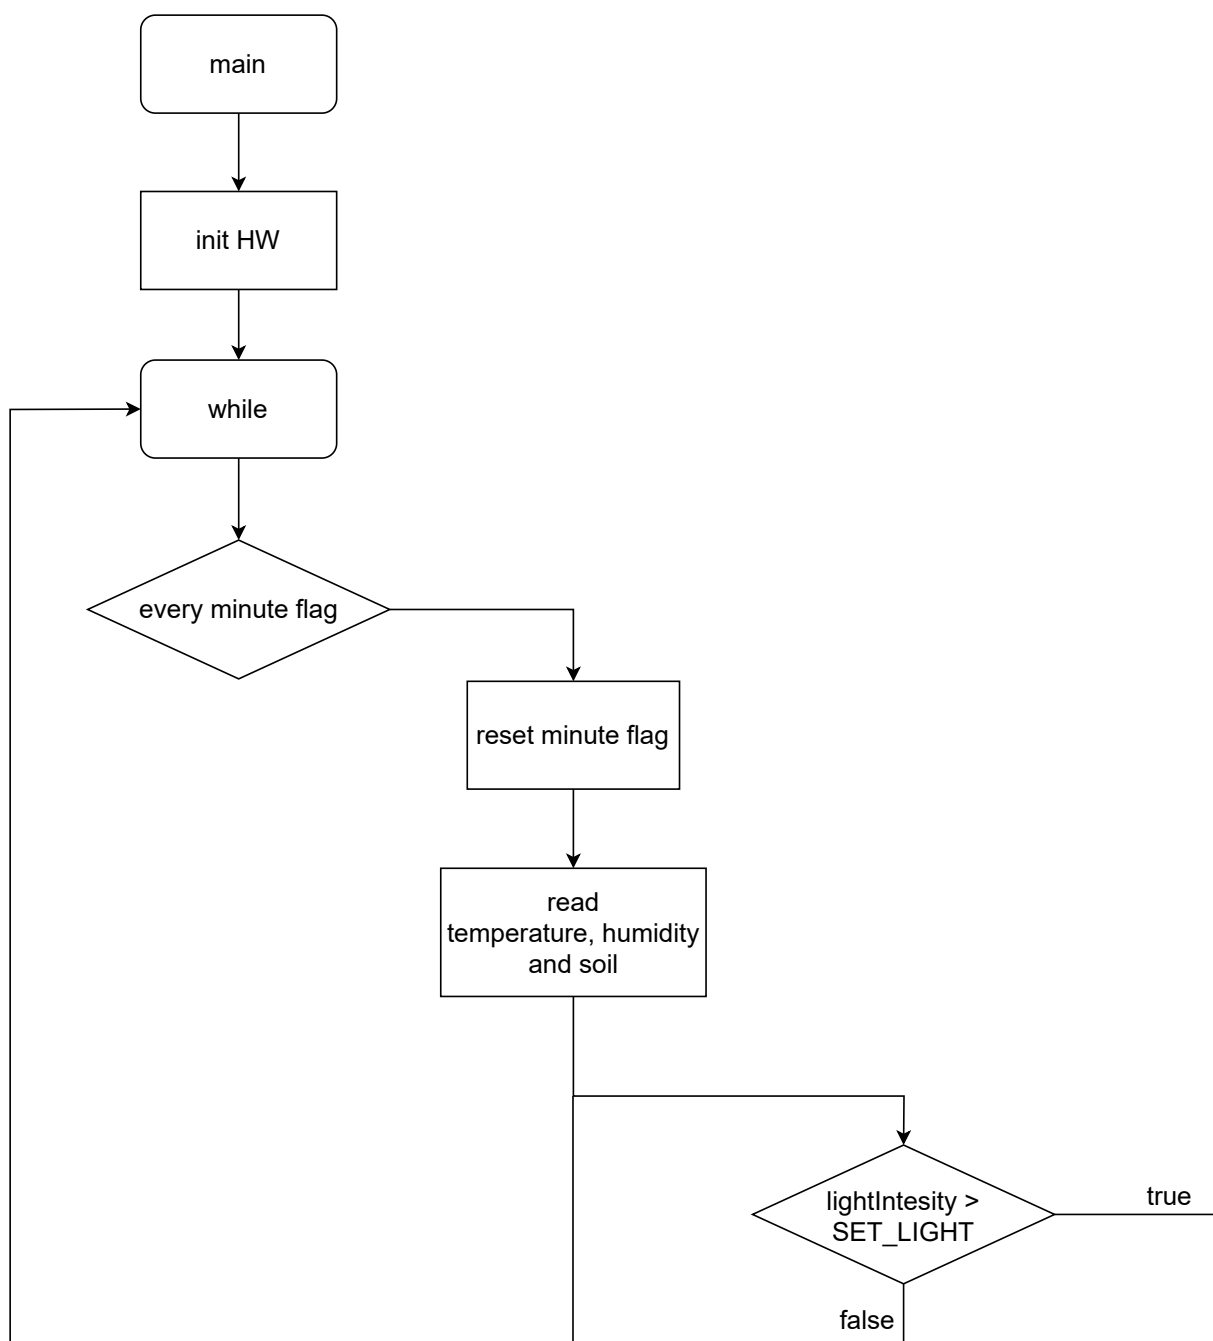 main
init HW
while
every minute flag
reset minute flag
read
temperature, humidity
and soil
lightIntesity >
SET_LIGHT
true
false